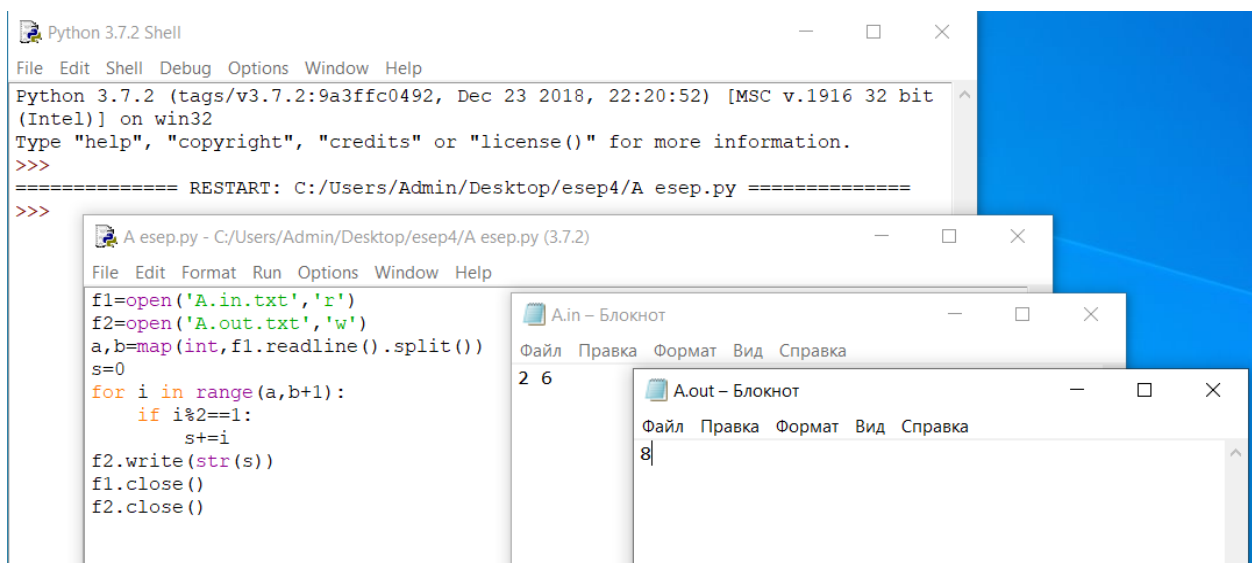 Python 3.7.2 Shell
File Edit Shell Debug Options Window Help
Python 3.7.2 (tags/v3.7.2:9a3ffc0492, Dec 23 2018, 22:20:52) [MSC v.1916 32 bit
(Intel)] on win32
Type "help", "copyright", "credits" or "license()" for more information.
>>>
============== RESTART: C:/Users/Admin/Desktop/esep4/A esep.py ==============
>>>
A esep.py - C:/Users/Admin/Desktop/esep4/A esep.py (3.7.2)
File Edit Format Run Options Window Help
f1=open('A.in.txt','r')
f2=open('A.out.txt','w')
a,b=map(int,f1.readline().split())
s=0
for i in range(a,b+1):
    if i%2==1:
        s+=i
f2.write(str(s))
f1.close()
f2.close()
A.in – Блокнот
Файл Правка Формат Вид Справка
2 6
A.out – Блокнот
Файл Правка Формат Вид Справка
8